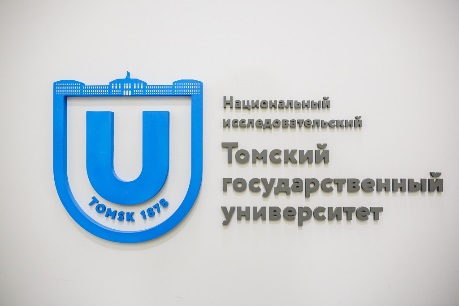 U
TOMSK 1878
Национальный
исследовательский
Томский
государственный
университет